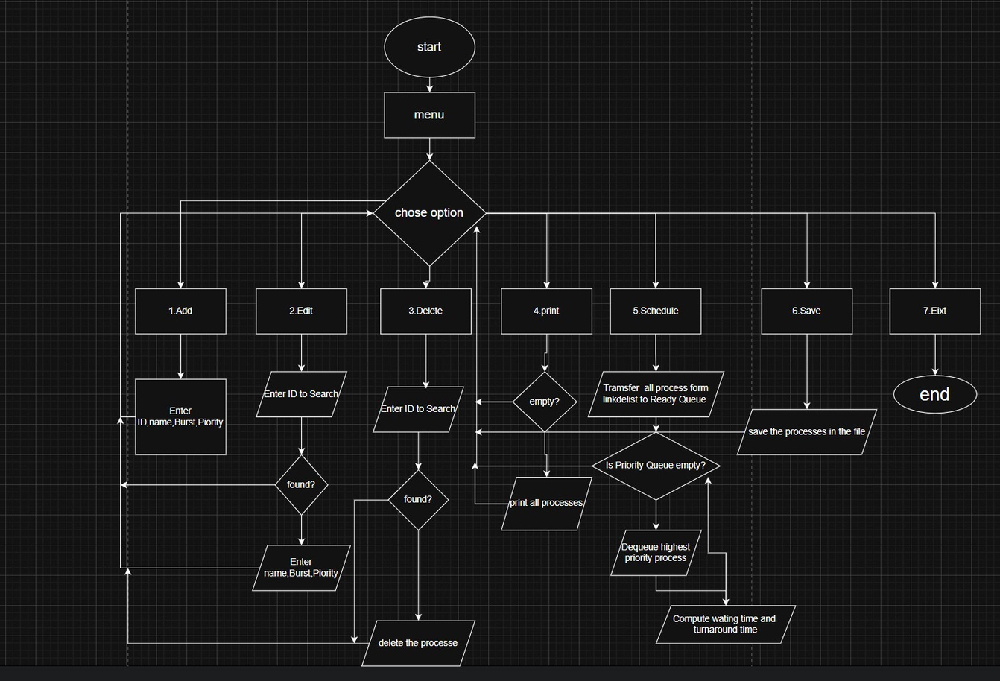 start
menu
chose option
1.Add
2.Edit
3.Delete
4.print
5.Schedule
6.Save
7.Eixt
Enter
ID,name,Burst,Piority
Enter ID to Search
Enter ID to Search
empty?
Tramsfer  all process form
linkdelist to Ready Queue
end
save the processes in the file
found?
found?
Is Priority Queue empty?
print all processes
Enter
name,Burst,Piority
Dequeue highest
priority process
delete the processe
Compute wating time and
turnaround time